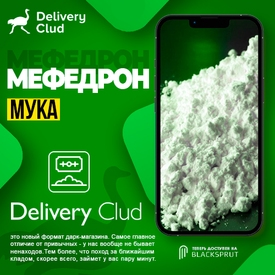 Delivery
Clud
МЕФЕДРОН
МЕФЕДРОН
МУКА
Delivery Clud
это новый формат дарк-магазина. Самое главное
отличие от привычных - у нас вообще не бывает
ненаходов.Тем более, что поход за ближайшим
кладом, скорее всего, займет у вас пару минут.
ТЕПЕРЬ ДОСТУПЕН НА
BLACKSPRUT